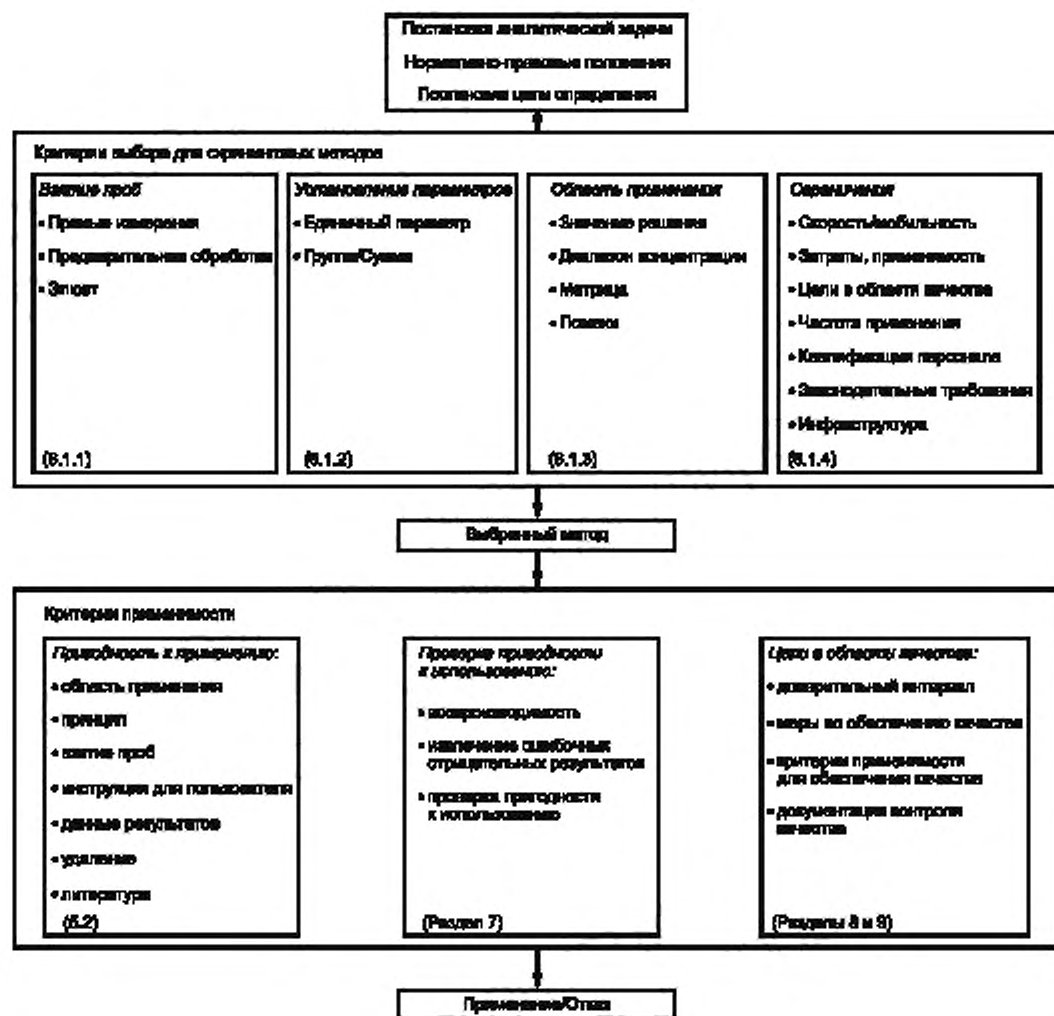 Постановка аналитической задачи
Нормативно-правовые положения
Постановка цели определения
Критерии выбора для скрининговых методов
Взятие проб
• Прямые измерения
• Предварительная обработка
• Элюат
(6.1.1)
Установление параметров
• Единичный параметр
• Группа/Сумма
(6.1.2)
Область применения
• Значение решения
• Диапазон концентрации
• Матрица
• Помехи
(6.1.3)
Ограничения
• Скорость/мобильность
• Затраты, применимость
• Цели в области качества
• Частота применения
• Квалификация персонала
• Законодательные требования
• Инфраструктура
(6.1.4)
Выбранный метод
Критерии применимости
Пригодность к применению:
• область применения
• принцип
• взятие проб
• инструкция для пользователя
• данные результатов
• удаление
• литература
(6.2)
Проверка пригодности
к использованию:
• воспроизводимость
• извлечение ошибочных
отрицательных результатов
• проверка пригодности
к использованию
(Раздел 7)
Цели в области качества:
• доверительный интервал
• меры по обеспечению качества
• критерии применимости
для обеспечения качества
• документация контроля
качества
(Разделы 8 и 9)
Применение/Отказ